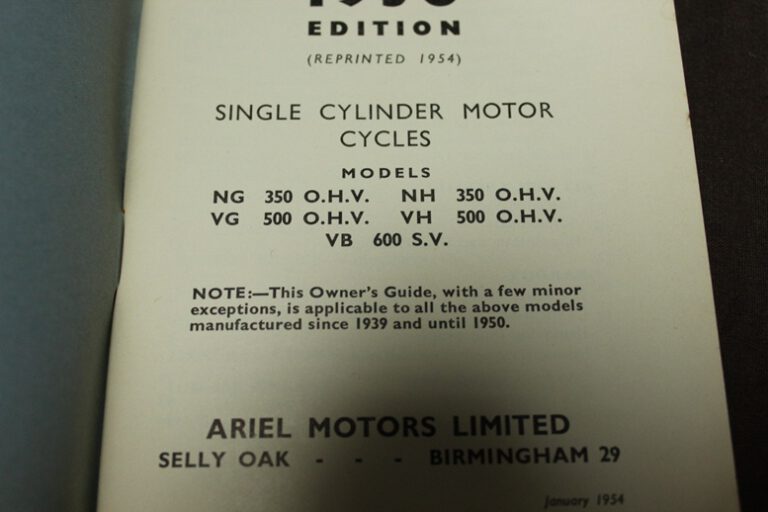 EDITION
(REPRINTED 1954)
SINGLE CYLINDER MOTOR
CYCLES
MODELS
NG 350 O.H.V. NH 350 O.H.V.
VG 500 O.H.V. VH 500 O.H.V.
VB 600 S.V.
NOTE:—This Owner's Guide, with a few minor
exceptions, is applicable to all the above models
manufactured since 1939 and until 1950.
ARIEL MOTORS LIMITED
SELLY OAK - - - BIRMINGHAM 29
January 1954